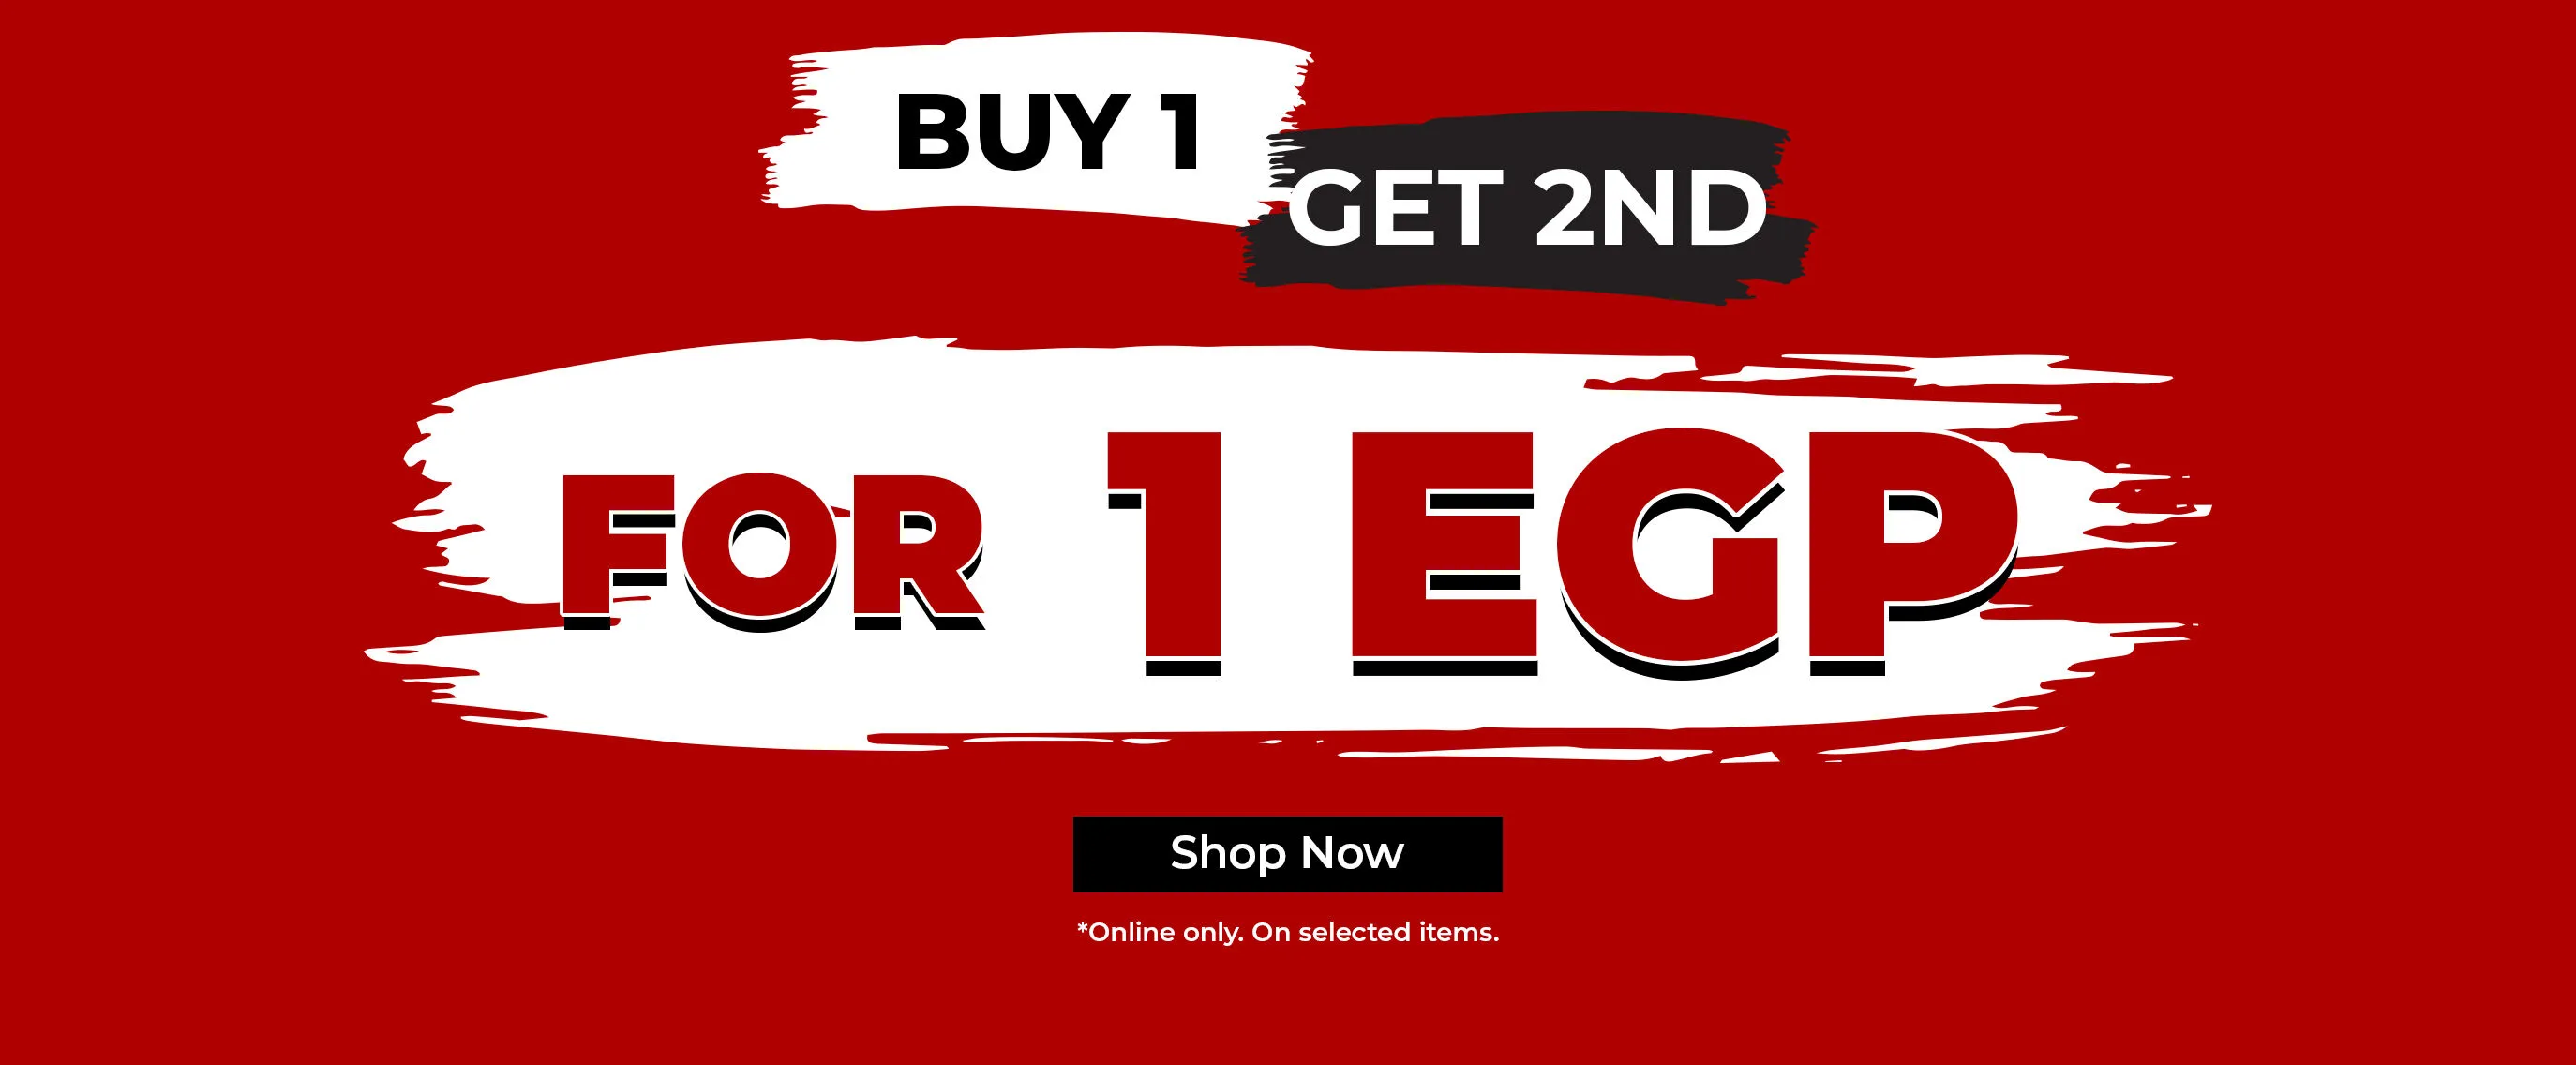 BUY 1
GET 2ND
FOR 1 EGP
Shop Now
*Online only. On selected items.